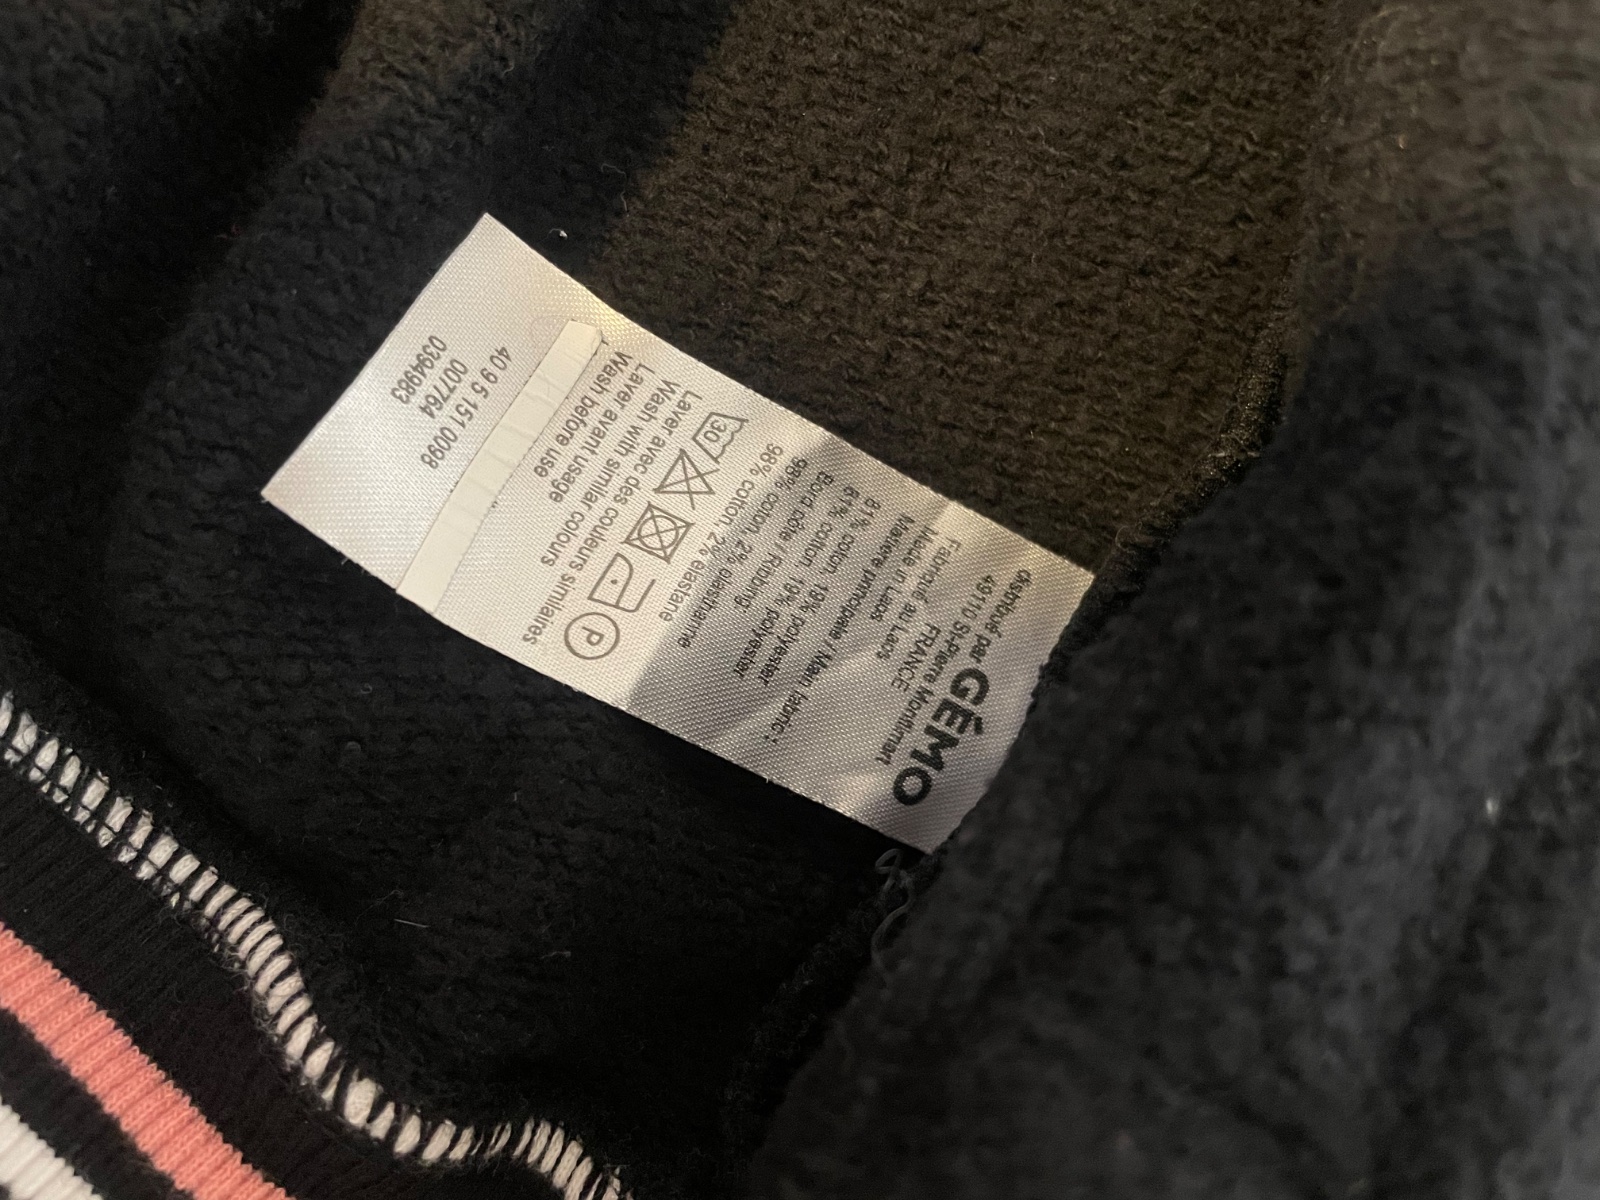 distribué par GÉMO
49110 St-Pierre Montlimart
FRANCE
Fabriqué au Laos
Made in Laos
Matière principale / Main fabric :
81% coton, 19% polyester
81% cotton, 19% polyester
Bord côte / Ribbing
98% coton, 2% élasthanne
98% cotton, 2% elastane
30
P
Laver avec des couleurs similaires
Wash with similar colours
Laver avant usage
Wash before use
40 9 5 151 0098
007764
0394983